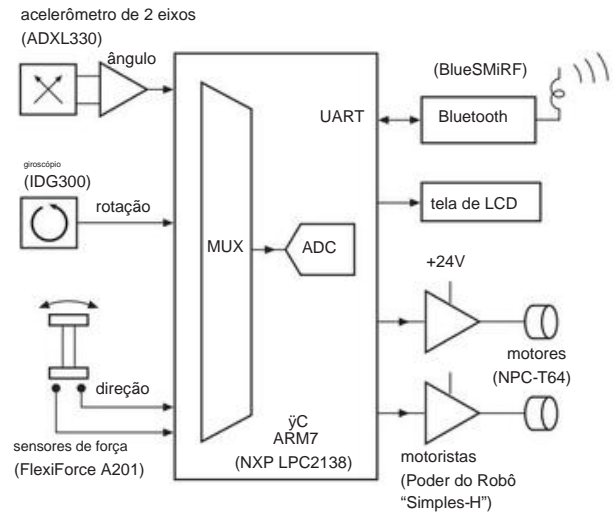 acelerômetro de 2 eixos
(ADXL330)
ângulo
giroscópio
(IDG300)
rotação
direção
sensores de força
(FlexiForce A201)
MUX
ADC
UART
ÿC
ARM7
(NXP LPC2138)
(BlueSMiRF)
Bluetooth
tela de LCD
+24V
motores
(NPC-T64)
motoristas
(Poder do Robô
“Simples-H”)